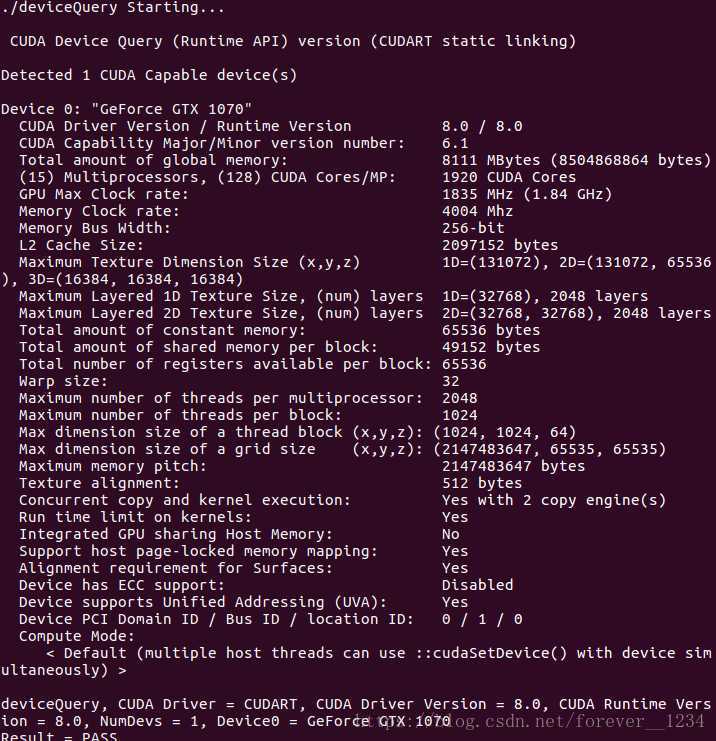 ./deviceQuery Starting...
CUDA Device Query (Runtime API) version (CUDART static linking)
Detected 1 CUDA Capable device(s)
Device 0: "GeForce GTX 1070"
CUDA Driver Version / Runtime Version 8.0 / 8.0
CUDA Capability Major/Minor version number: 6.1
Total amount of global memory: 8111 MBytes (8504868864 bytes)
(15) Multiprocessors, (128) CUDA Cores/MP: 1920 CUDA Cores
GPU Max Clock rate: 1835 MHz (1.84 GHz)
Memory Clock rate: 4004 Mhz
Memory Bus Width: 256-bit
L2 Cache Size: 2097152 bytes
Maximum Texture Dimension Size (x,y,z) 1D=(131072), 2D=(131072, 65536
), 3D=(16384, 16384, 16384)
Maximum Layered 1D Texture Size, (num) layers 1D=(32768), 2048 layers
Maximum Layered 2D Texture Size, (num) layers 2D=(32768, 32768), 2048 layers
Total amount of constant memory: 65536 bytes
Total amount of shared memory per block: 49152 bytes
Total number of registers available per block: 65536
Warp size: 32
Maximum number of threads per multiprocessor: 2048
Maximum number of threads per block: 1024
Max dimension size of a thread block (x,y,z): (1024, 1024, 64)
Max dimension size of a grid size (x,y,z): (2147483647, 65535, 65535)
Maximum memory pitch: 2147483647 bytes
Texture alignment: 512 bytes
Concurrent copy and kernel execution: Yes with 2 copy engine(s)
Run time limit on kernels: Yes
Integrated GPU sharing Host Memory: No
Support host page-locked memory mapping: Yes
Alignment requirement for Surfaces: Yes
Device has ECC support: Disabled
Device supports Unified Addressing (UVA): Yes
Device PCI Domain ID / Bus ID / location ID: 0 / 1 / 0
Compute Mode:
< Default (multiple host threads can use ::cudaSetDevice() with device sim
ultaneously) >
deviceQuery, CUDA Driver = CUDART, CUDA Driver Version = 8.0, CUDA Runtime Vers
ion = 8.0, NumDevs = 1, Device0 = GeForce GTX 1070
https://blog.csdn.net/forever__1234
Result = PASS